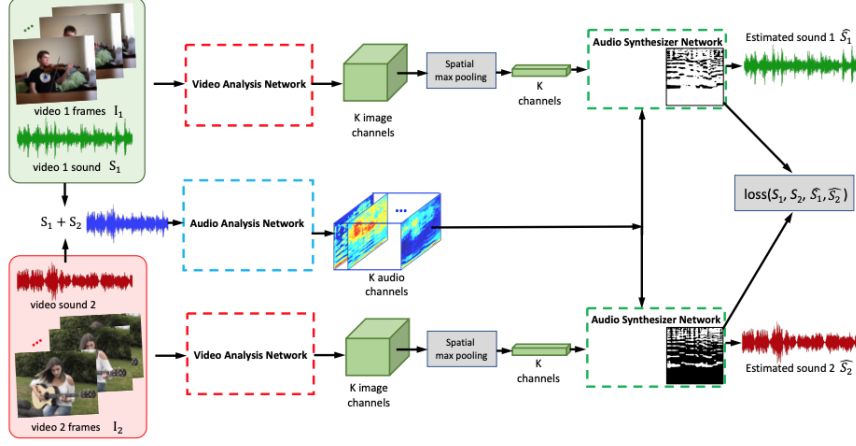 video 1 frames I₁
video 1 sound S₁
Video Analysis Network
K image
channels
Spatial
max pooling
K
channels
Audio Synthesizer Network
Estimated sound 1 Ŝ₁
S₁ + S₂
Audio Analysis Network
K audio
channels
loss(S₁, S₂, Ŝ₁, Ŝ₂)
video sound 2
video 2 frames I₂
Video Analysis Network
K image
channels
Spatial
max pooling
K
channels
Audio Synthesizer Network
Estimated sound 2 Ŝ₂